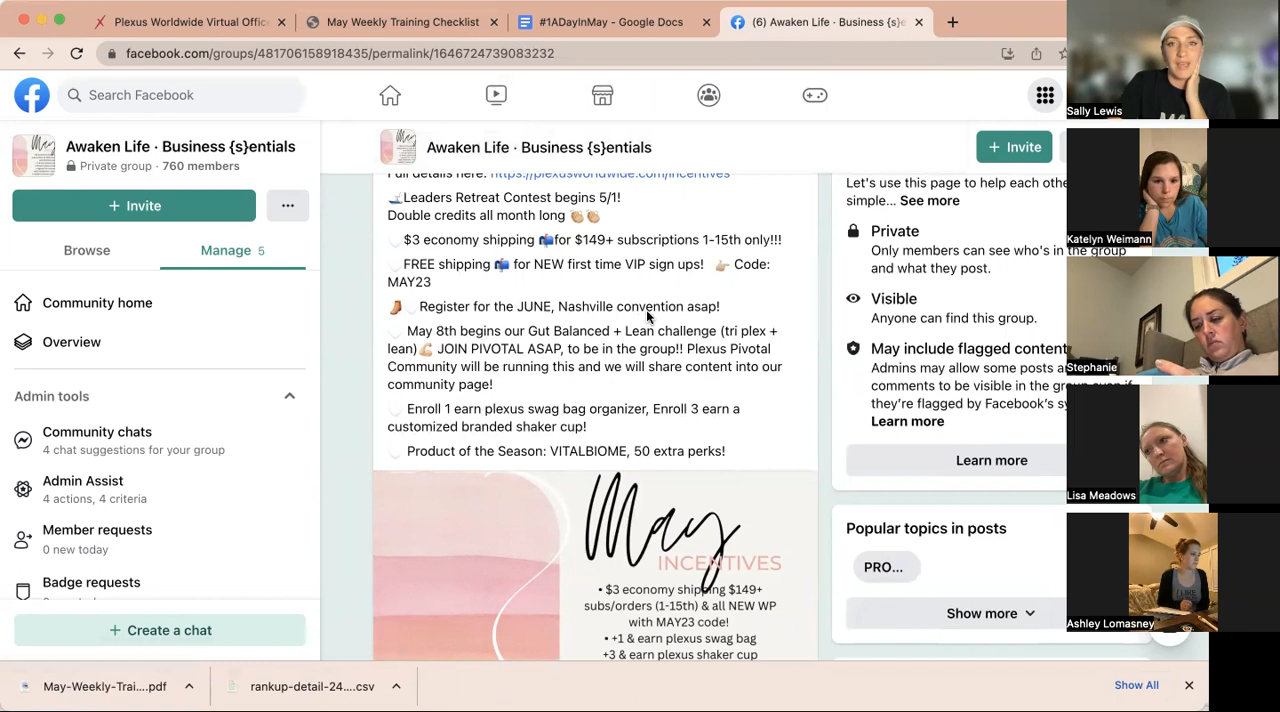 Plexus Worldwide Virtual Offic
May Weekly Training Checklist
#1ADayInMay - Google Docs
(6) Awaken Life · Business {s}e
facebook.com/groups/481706158918435/permalink/1646724739083232
Search Facebook
Awaken Life · Business {s}entials
Private group · 760 members
+ Invite
Browse
Manage 5
Community home
Overview
Admin tools
Community chats
4 chat suggestions for your group
Admin Assist
4 actions, 4 criteria
Member requests
0 new today
Badge requests
+ Create a chat
Awaken Life · Business {s}entials
+ Invite
Full details here: https://plexusworldwide.com/incentives
Leaders Retreat Contest begins 5/1!
Double credits all month long
$3 economy shipping for $149+ subscriptions 1-15th only!!!
FREE shipping for NEW first time VIP sign ups! Code:
MAY23
Register for the JUNE, Nashville convention asap!
May 8th begins our Gut Balanced + Lean challenge (tri plex +
lean) JOIN PIVOTAL ASAP, to be in the group!! Plexus Pivotal
Community will be running this and we will share content into our
community page!
Enroll 1 earn plexus swag bag organizer, Enroll 3 earn a
customized branded shaker cup!
Product of the Season: VITALBIOME, 50 extra perks!
May
INCENTIVES
• $3 economy shipping $149+
subs/orders (1-15th) & all NEW WP
with MAY23 code!
• +1 & earn plexus swag bag
+3 & earn plexus shaker cup
Let's use this page to help each othe
simple... See more
Private
Only members can see who's in the group
and what they post.
Visible
Anyone can find this group.
May include flagged content
Admins may allow some posts a
comments to be visible in the group even if
they're flagged by Facebook's sy
Learn more
Learn more
Popular topics in posts
PRO...
Show more
Sally Lewis
Katelyn Weimann
Stephanie
Lisa Meadows
Ashley Lomasney
May-Weekly-Trai....pdf
rankup-detail-24....csv
Show All